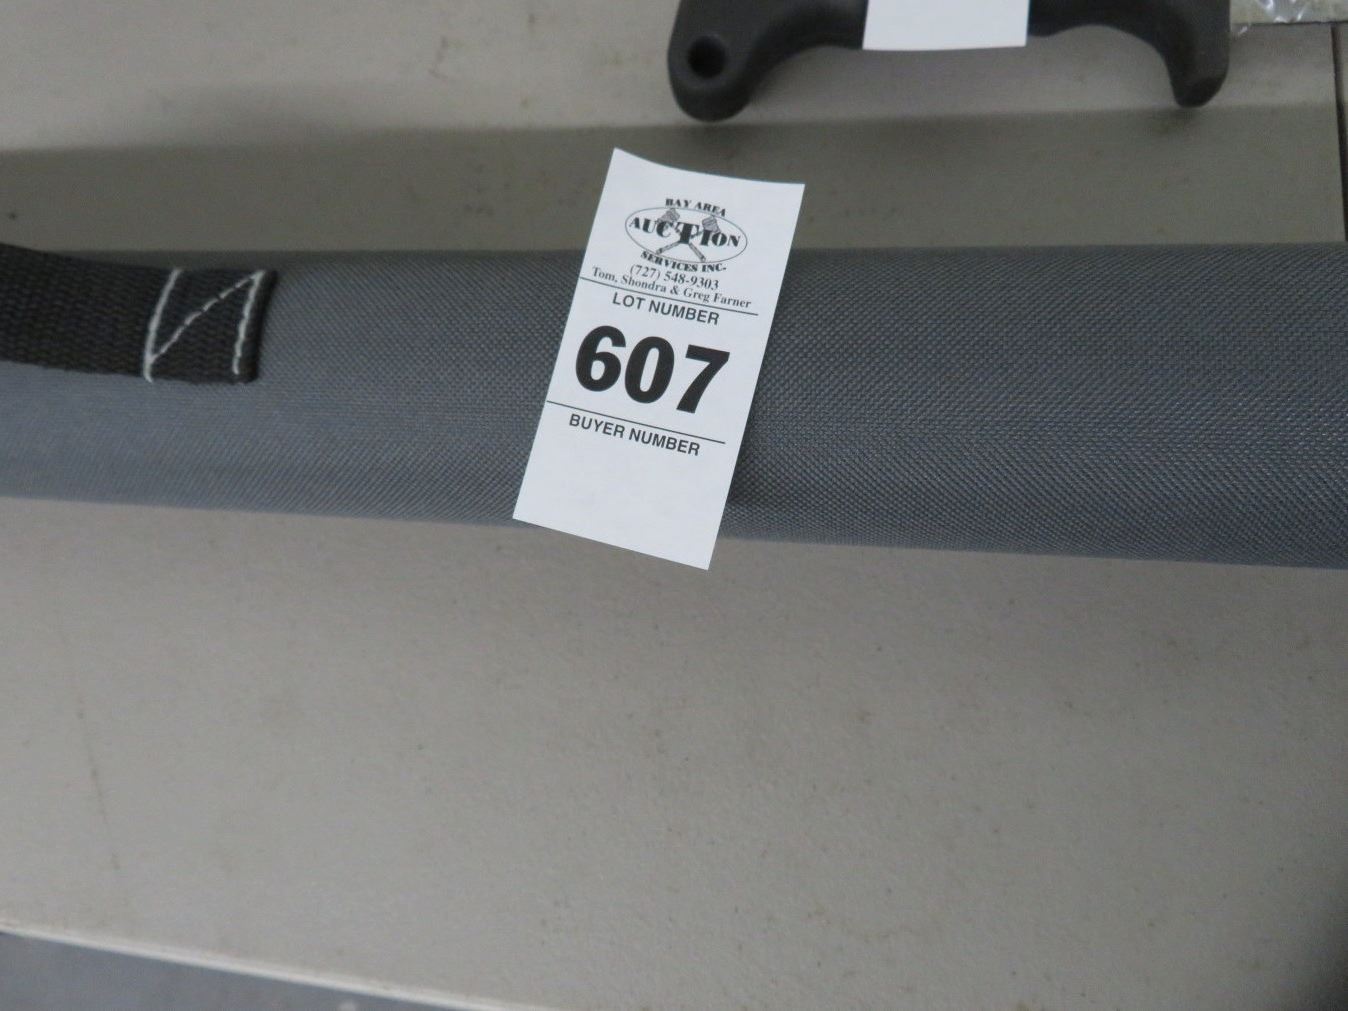 BAY AREA
AUCTION
SERVICES INC.
(727) 548-9303
Tom, Shondra & Greg Farner
LOT NUMBER
607
BUYER NUMBER